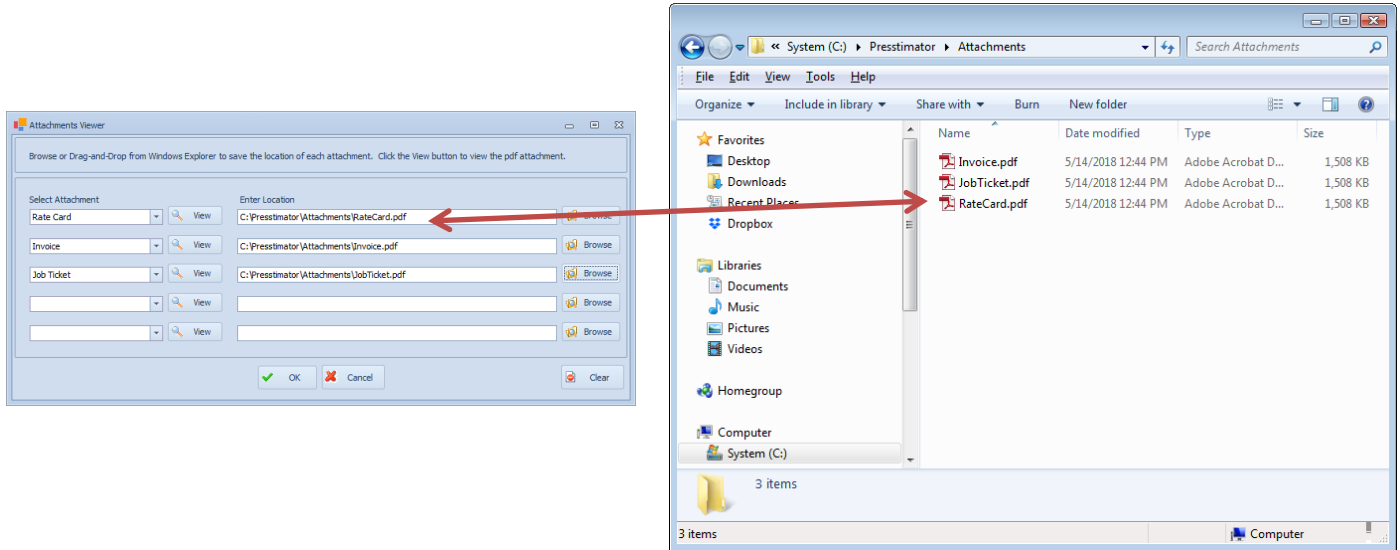 Attachments Viewer
Browse or Drag-and-Drop from Windows Explorer to save the location of each attachment. Click the View button to view the pdf attachment.
Select Attachment Enter Location
Rate Card View C:\Presstimator\Attachments\RateCard.pdf Browse
Invoice View C:\Presstimator\Attachments\Invoice.pdf Browse
Job Ticket View C:\Presstimator\Attachments\JobTicket.pdf Browse
View Browse
View Browse
OK Cancel Clear
« System (C:) Presstimator Attachments Search Attachments
File Edit View Tools Help
Organize Include in library Share with Burn New folder
Favorites
Desktop
Downloads
Recent Places
Dropbox
Libraries
Documents
Music
Pictures
Videos
Homegroup
Computer
System (C:)
Name Date modified Type Size
Invoice.pdf 5/14/2018 12:44 PM Adobe Acrobat D... 1,508 KB
JobTicket.pdf 5/14/2018 12:44 PM Adobe Acrobat D... 1,508 KB
RateCard.pdf 5/14/2018 12:44 PM Adobe Acrobat D... 1,508 KB
3 items
3 items Computer